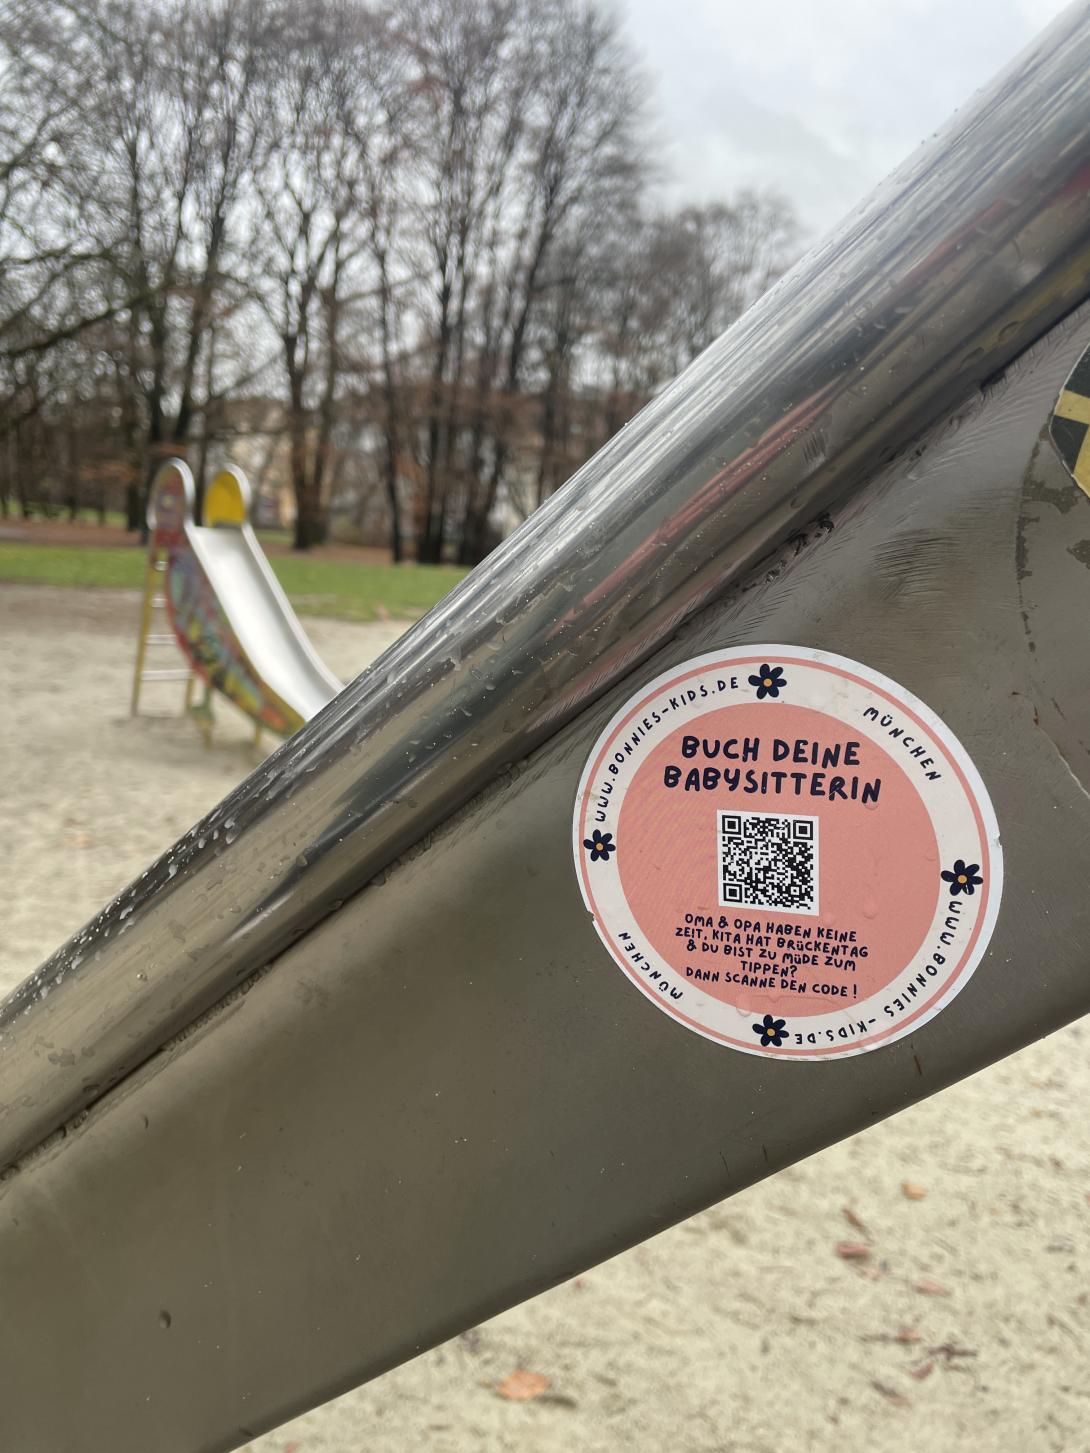 WWW.BONNIES-KIDS.DE
MÜNCHEN
BUCH DEINE
BABYSITTERIN
OMA & OPA HABEN KEINE
ZEIT, KITA HAT BRÜCKENTAG
& DU BIST ZU MÜDE ZUM
TIPPEN?
DANN SCANNE DEN CODE!
WWW.BONNIES-KIDS.DE
MÜNCHEN